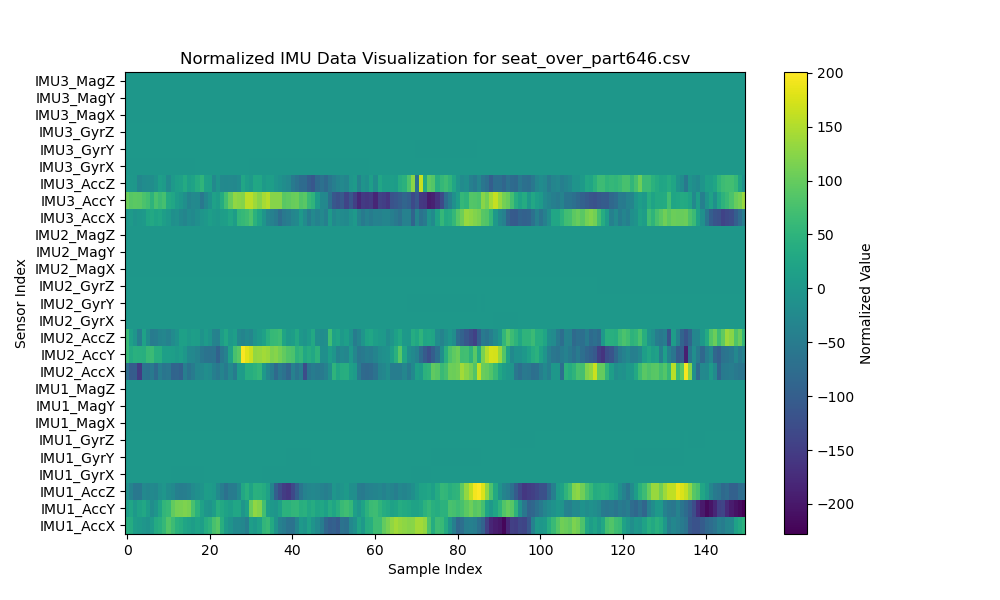 Normalized IMU Data Visualization for seat_over_part646.csv
Sensor Index
IMU3_MagZ
IMU3_MagY
IMU3_MagX
IMU3_GyrZ
IMU3_GyrY
IMU3_GyrX
IMU3_AccZ
IMU3_AccY
IMU3_AccX
IMU2_MagZ
IMU2_MagY
IMU2_MagX
IMU2_GyrZ
IMU2_GyrY
IMU2_GyrX
IMU2_AccZ
IMU2_AccY
IMU2_AccX
IMU1_MagZ
IMU1_MagY
IMU1_MagX
IMU1_GyrZ
IMU1_GyrY
IMU1_GyrX
IMU1_AccZ
IMU1_AccY
IMU1_AccX
0 20 40 60 80 100 120 140
Sample Index
200
150
100
50
0
−50
−100
−150
−200
Normalized Value